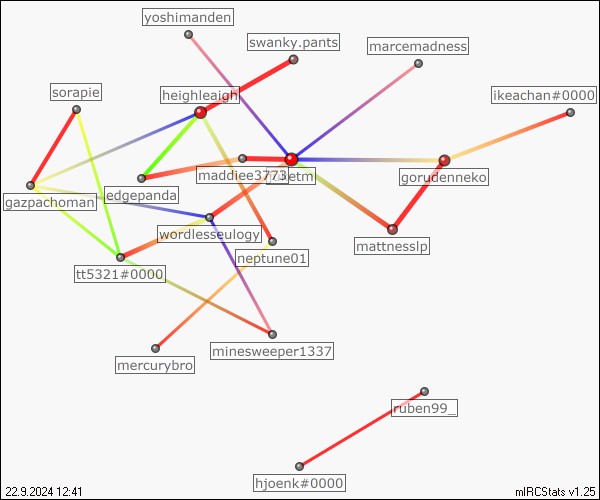 yoshimanden
swanky.pants
marcemadness
sorapie
heighleaigh
ikeachan#0000
maddiee3773
edgepanda
gorudenneko
gazpachoman
wordlesseulogy
mattnesslp
neptune01
tt5321#0000
minesweeper1337
mercurybro
ruben99_
hjoenk#0000
22.9.2024 12:41
mIRCStats v1.25